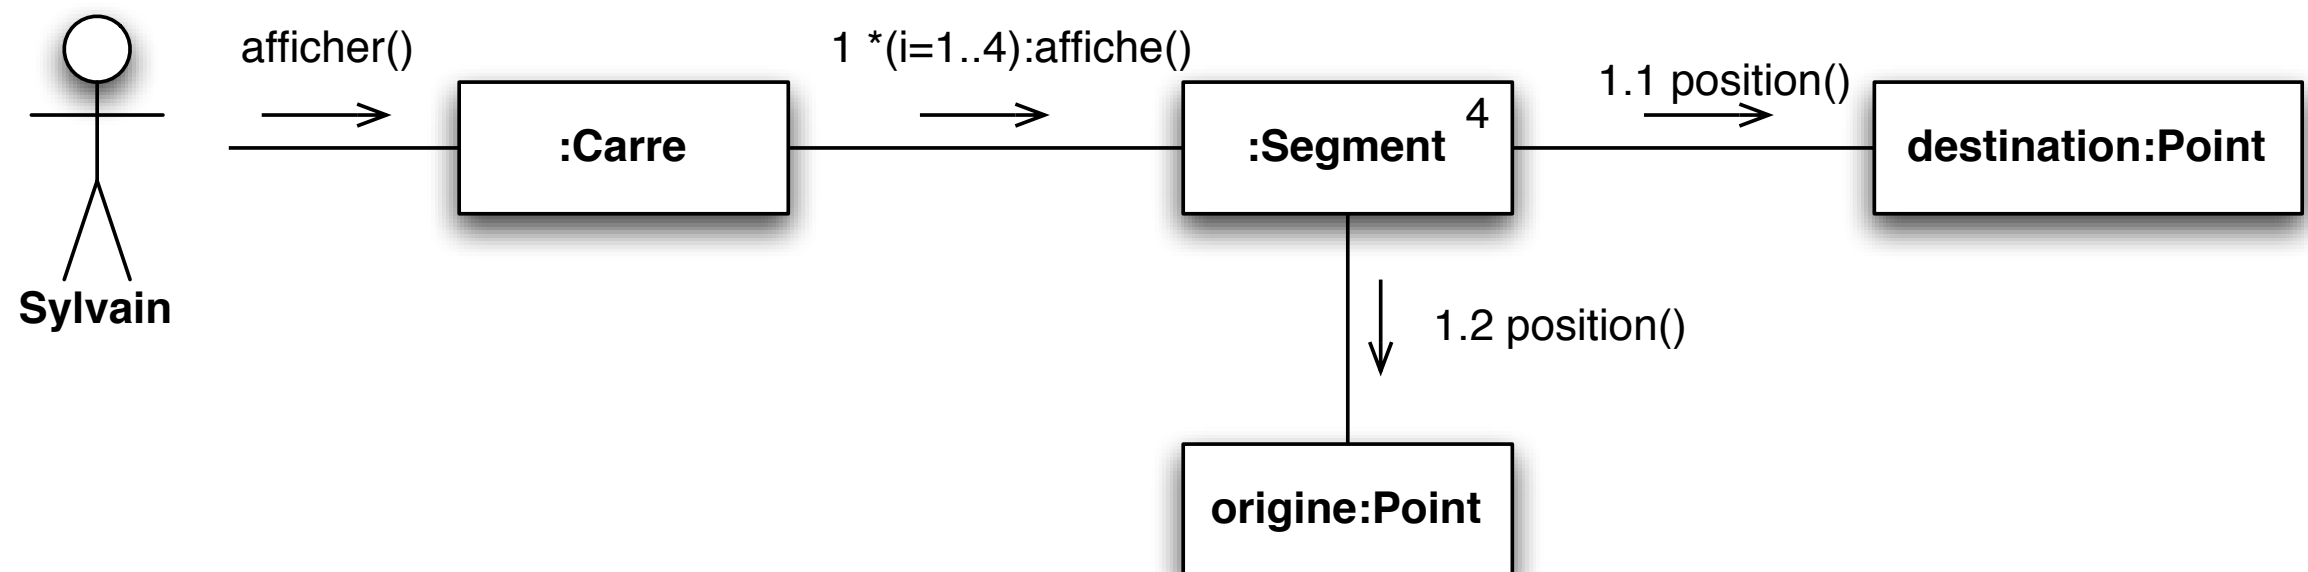 afficher()
1 *(i=1..4):affiche()
1.1 position()
:Carre
:Segment
4
destination:Point
Sylvain
1.2 position()
origine:Point